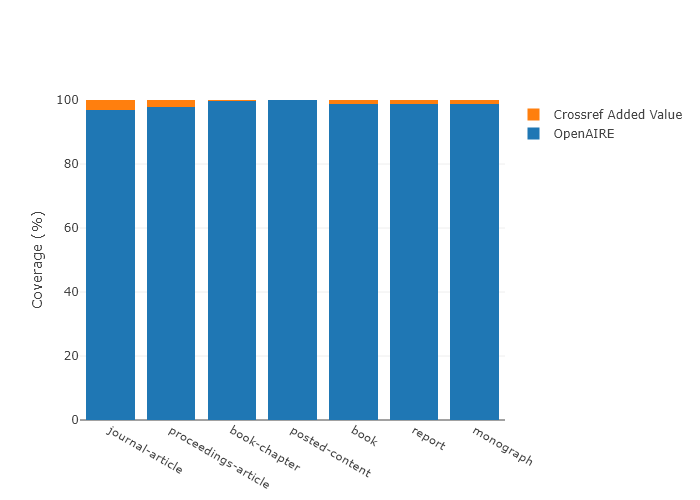 100
80
60
40
20
0
Coverage (%)
journal-article
proceedings-article
book-chapter
posted-content
book
report
monograph
Crossref Added Value
OpenAIRE